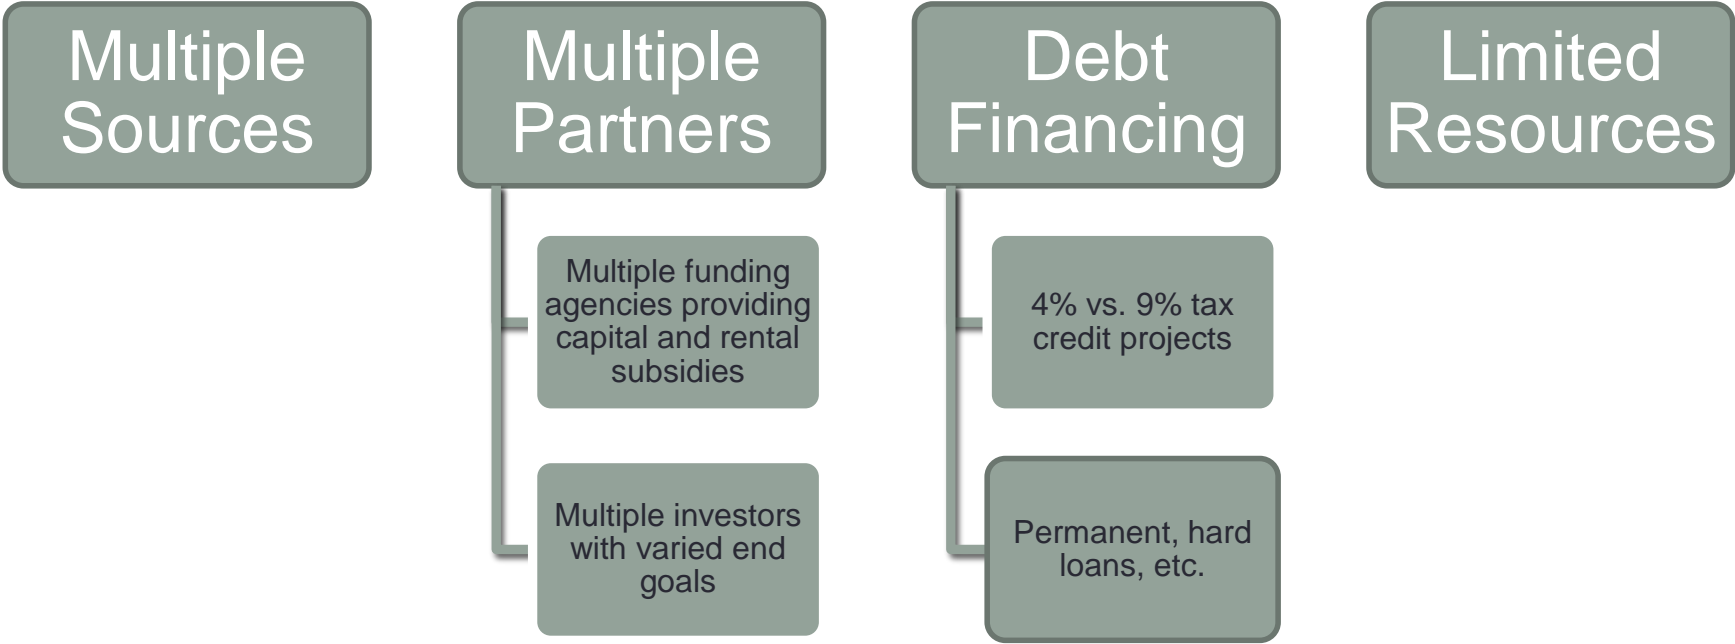 Multiple
Sources
Multiple
Partners
Multiple funding
agencies providing
capital and rental
subsidies
Multiple investors
with varied end
goals
Debt
Financing
4% vs. 9% tax
credit projects
Permanent, hard
loans, etc.
Limited
Resources